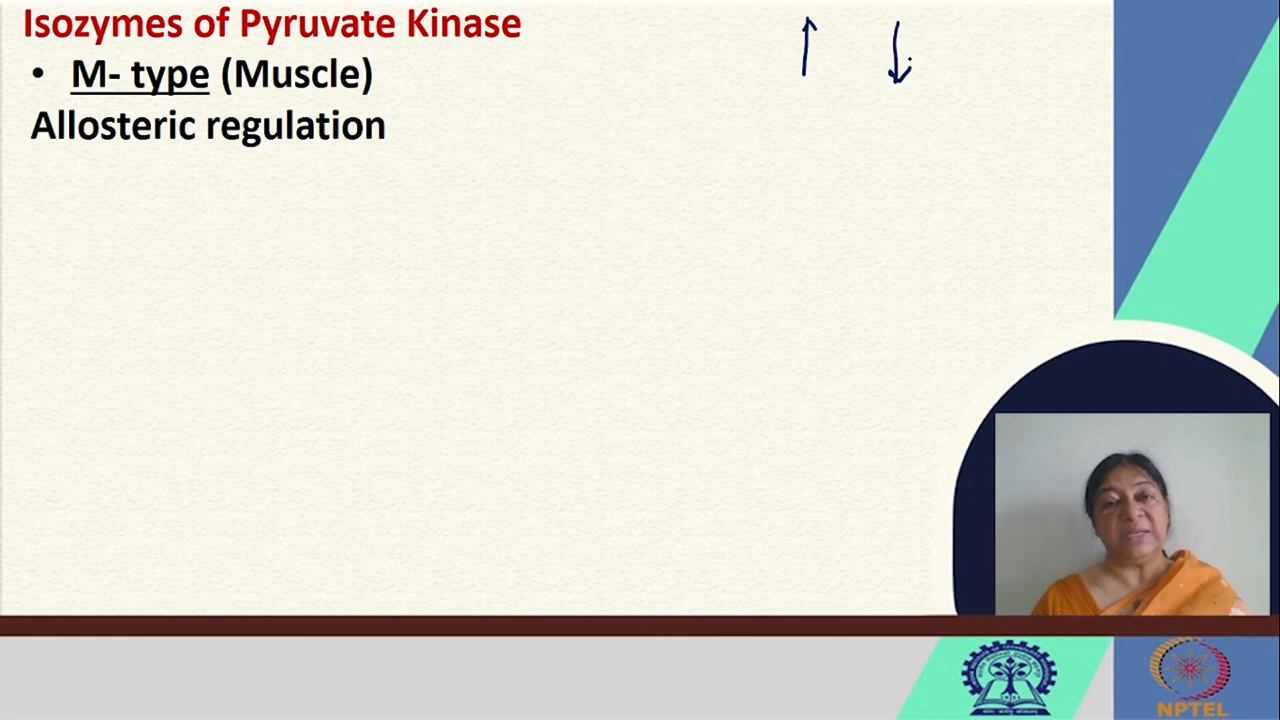 Isozymes of Pyruvate Kinase
• M- type (Muscle)
Allosteric regulation
NPTEL